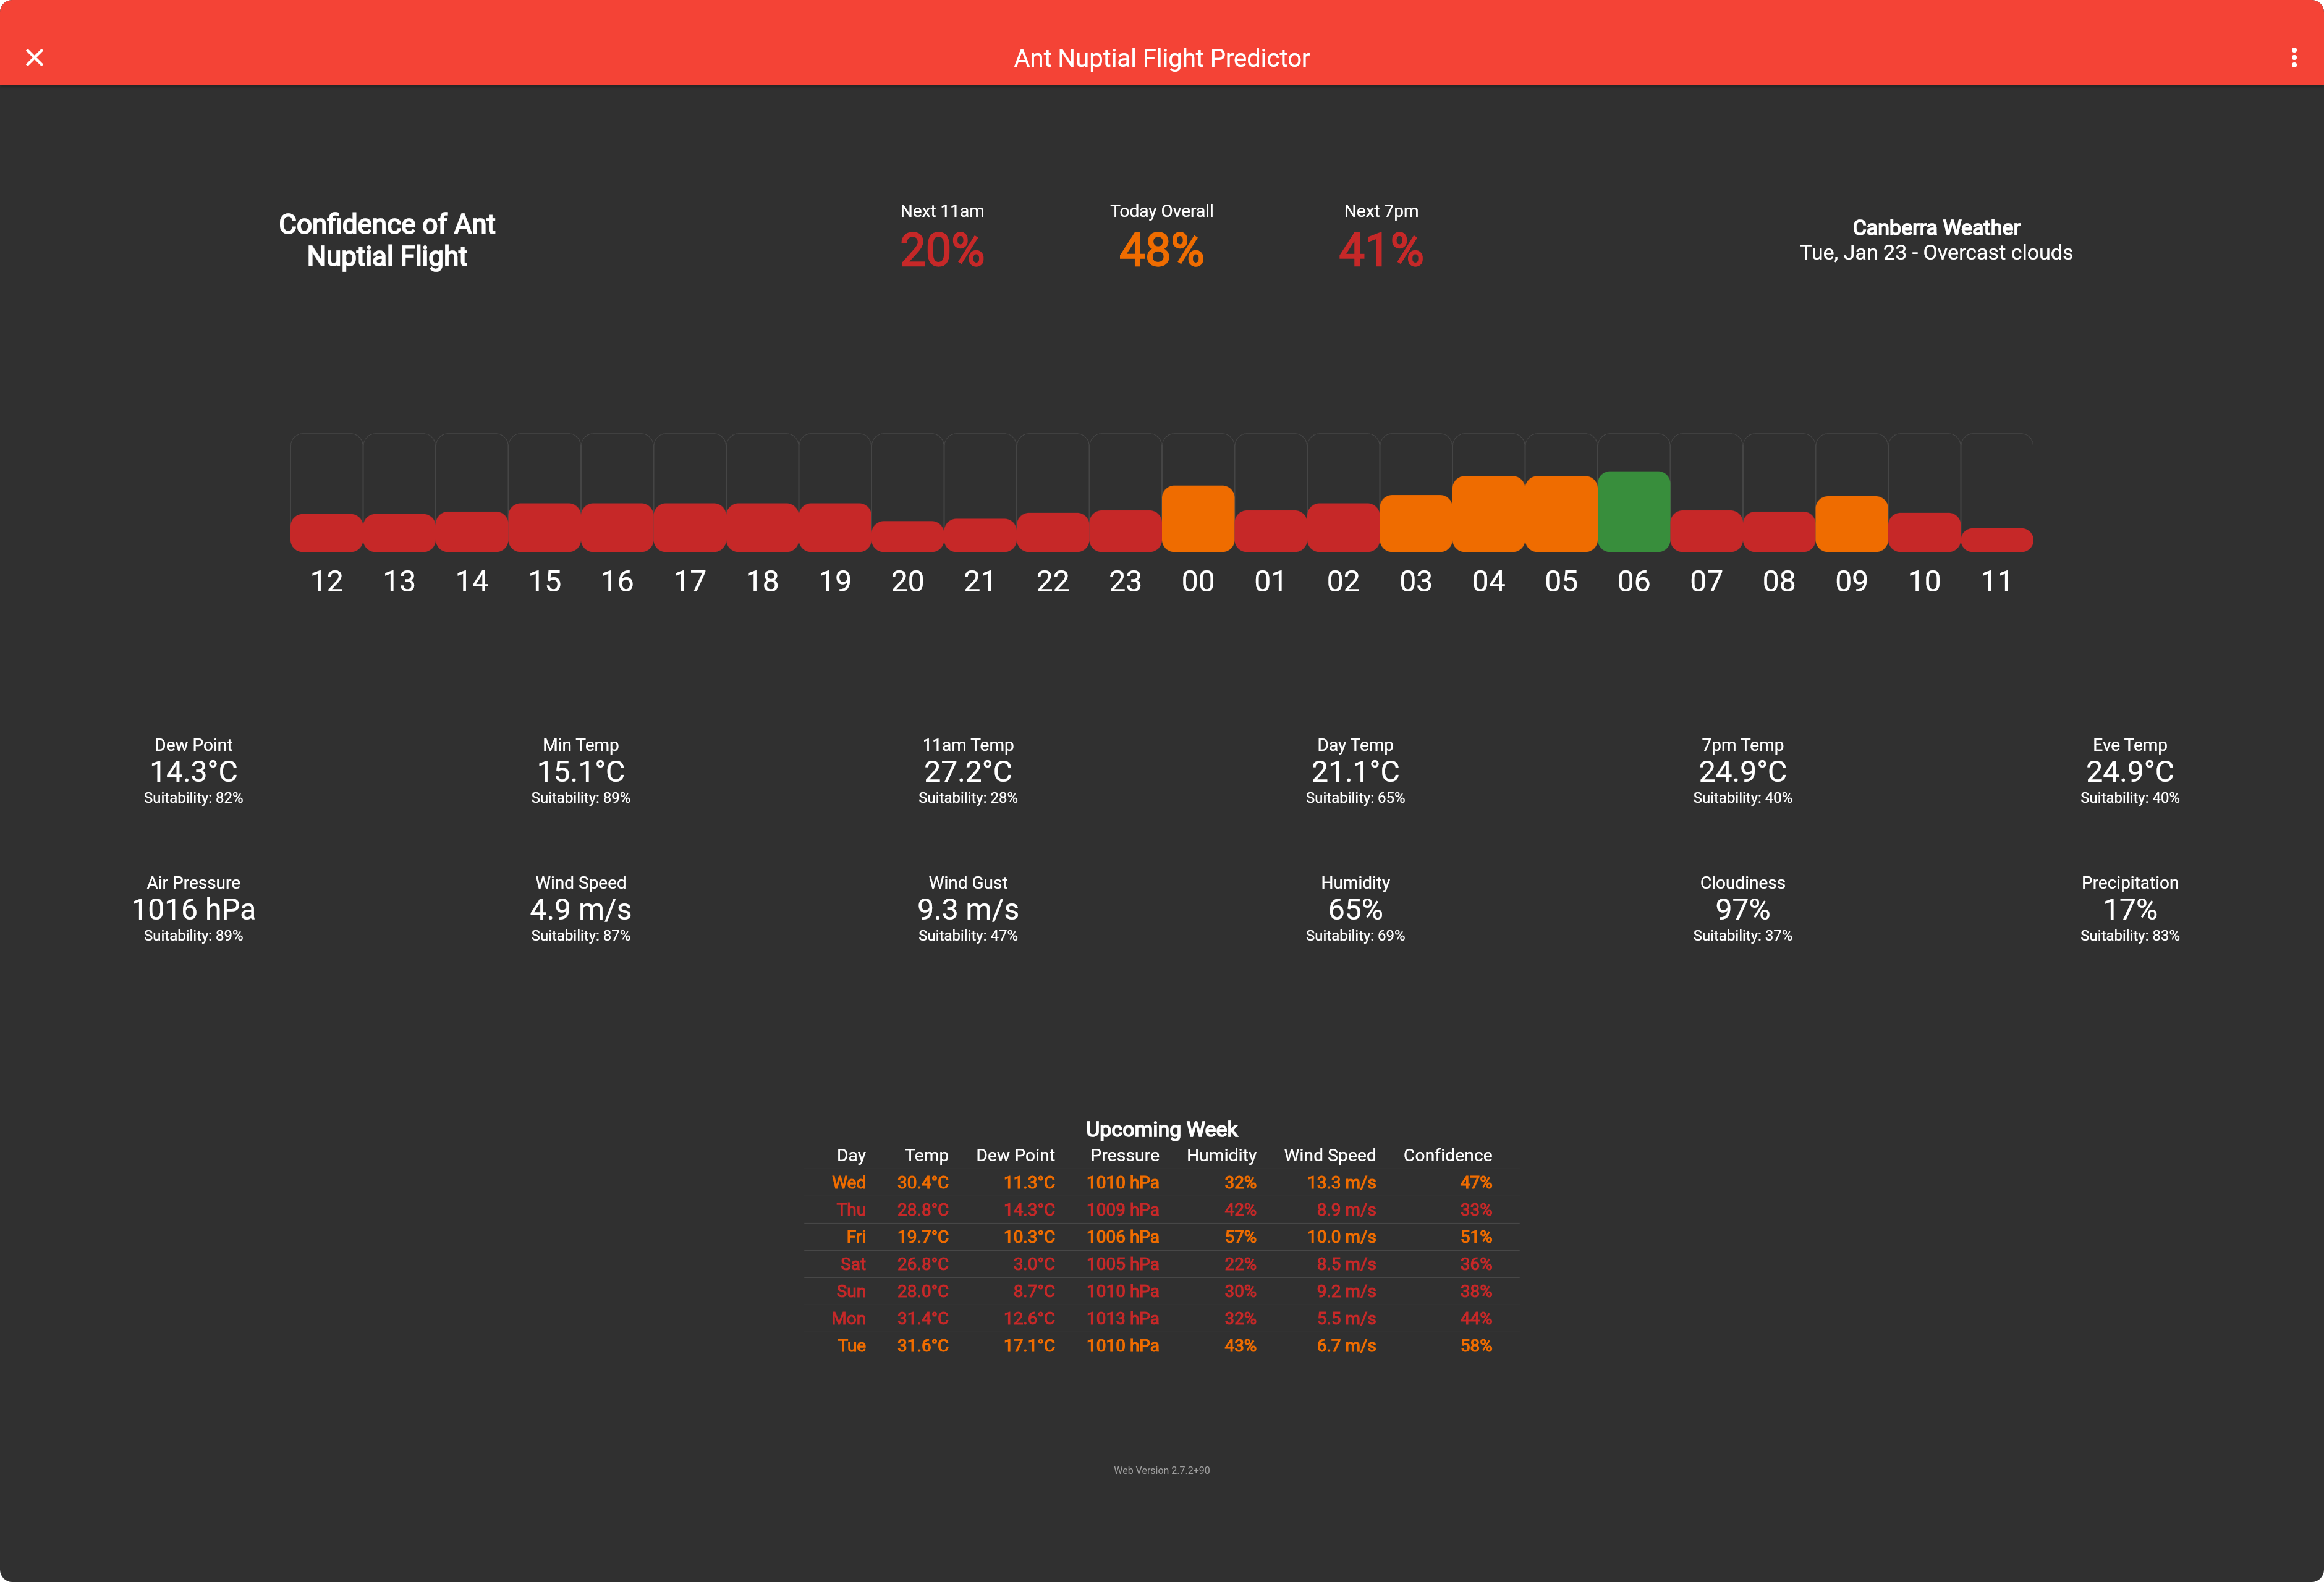 Ant Nuptial Flight Predictor
Confidence of Ant
Nuptial Flight
Next 11am
20%
Today Overall
48%
Next 7pm
41%
Canberra Weather
Tue, Jan 23 - Overcast clouds
12 13 14 15 16 17 18 19 20 21 22 23 00 01 02 03 04 05 06 07 08 09 10 11
Dew Point
14.3°C
Suitability: 82%
Min Temp
15.1°C
Suitability: 89%
11am Temp
27.2°C
Suitability: 28%
Day Temp
21.1°C
Suitability: 65%
7pm Temp
24.9°C
Suitability: 40%
Eve Temp
24.9°C
Suitability: 40%
Air Pressure
1016 hPa
Suitability: 89%
Wind Speed
4.9 m/s
Suitability: 87%
Wind Gust
9.3 m/s
Suitability: 47%
Humidity
65%
Suitability: 69%
Cloudiness
97%
Suitability: 37%
Precipitation
17%
Suitability: 83%
Upcoming Week
Day Temp Dew Point Pressure Humidity Wind Speed Confidence
Wed 30.4°C 11.3°C 1010 hPa 32% 13.3 m/s 47%
Thu 28.8°C 14.3°C 1009 hPa 42% 8.9 m/s 33%
Fri 19.7°C 10.3°C 1006 hPa 57% 10.0 m/s 51%
Sat 26.8°C 3.0°C 1005 hPa 22% 8.5 m/s 36%
Sun 28.0°C 8.7°C 1010 hPa 30% 9.2 m/s 38%
Mon 31.4°C 12.6°C 1013 hPa 32% 5.5 m/s 44%
Tue 31.6°C 17.1°C 1010 hPa 43% 6.7 m/s 58%
Web Version 2.7.2+90